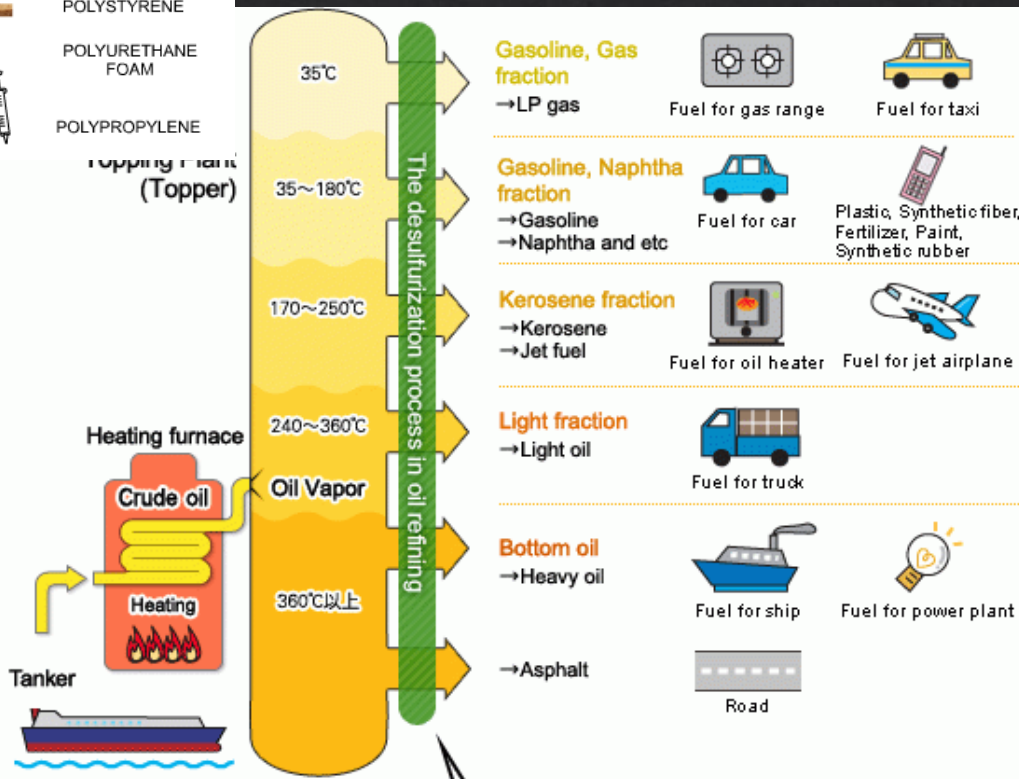 POLYSTYRENE
POLYURETHANE
FOAM
POLYPROPYLENE
Topping Plant
(Topper)
35℃
35～180℃
170～250℃
240～360℃
Oil Vapor
360℃以上
Heating furnace
Crude oil
Heating
Tanker
The desulfurization process in oil refining
Gasoline, Gas
fraction
→LP gas
Fuel for gas range
Fuel for taxi
Gasoline, Naphtha
fraction
→Gasoline
→Naphtha and etc
Fuel for car
Plastic, Synthetic fiber,
Fertilizer, Paint,
Synthetic rubber
Kerosene fraction
→Kerosene
→Jet fuel
Fuel for oil heater
Fuel for jet airplane
Light fraction
→Light oil
Fuel for truck
Bottom oil
→Heavy oil
Fuel for ship
Fuel for power plant
→Asphalt
Road